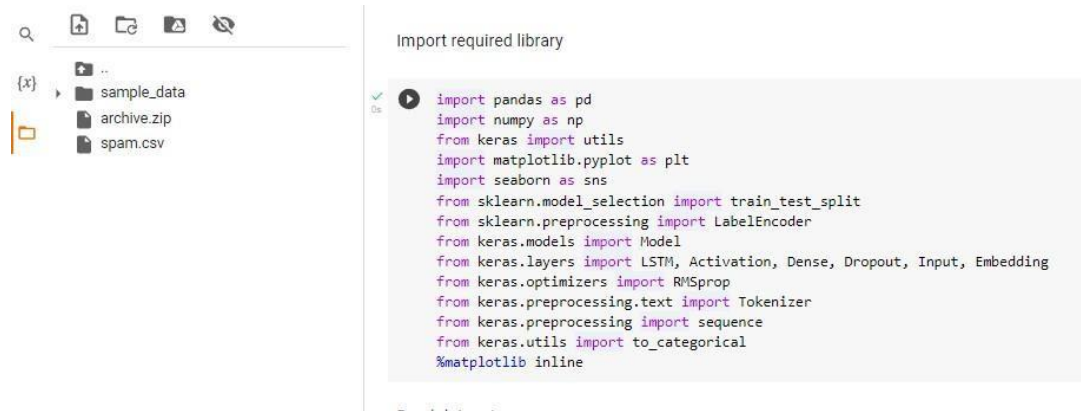 ..
{x}
sample_data
archive.zip
spam.csv
Import required library
0s
import pandas as pd
import numpy as np
from keras import utils
import matplotlib.pyplot as plt
import seaborn as sns
from sklearn.model_selection import train_test_split
from sklearn.preprocessing import LabelEncoder
from keras.models import Model
from keras.layers import LSTM, Activation, Dense, Dropout, Input, Embedding
from keras.optimizers import RMSprop
from keras.preprocessing.text import Tokenizer
from keras.preprocessing import sequence
from keras.utils import to_categorical
%matplotlib inline